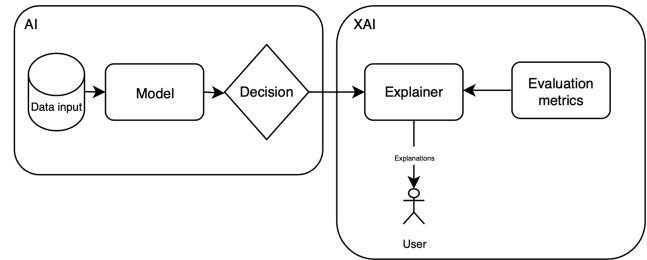 AI
XAI
Data input
Model
Decision
Explainer
Evaluation
metrics
Explanations
User